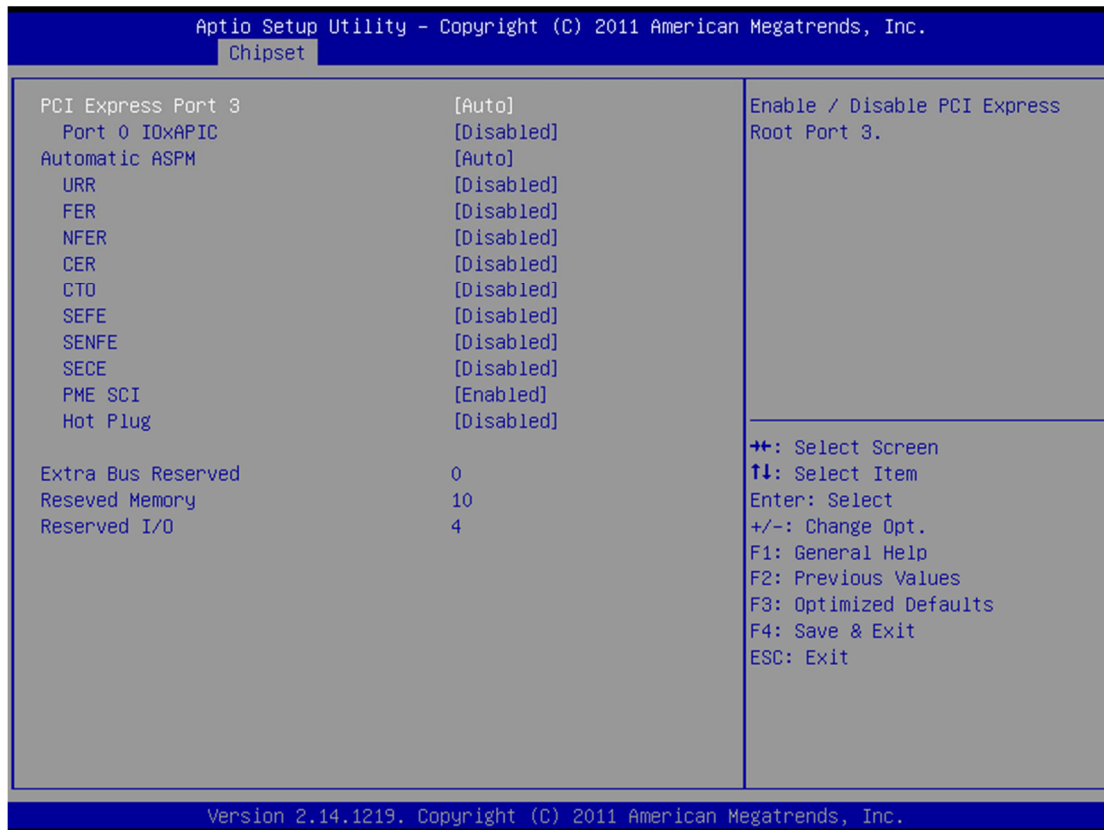 Aptio Setup Utility – Copyright (C) 2011 American Megatrends, Inc.
Chipset
PCI Express Port 3 [Auto]
Port 0 IOxAPIC [Disabled]
Automatic ASPM [Auto]
URR [Disabled]
FER [Disabled]
NFER [Disabled]
CER [Disabled]
CTO [Disabled]
SEFE [Disabled]
SENFE [Disabled]
SECE [Disabled]
PME SCI [Enabled]
Hot Plug [Disabled]
Extra Bus Reserved 0
Reseved Memory 10
Reserved I/O 4
Enable / Disable PCI Express
Root Port 3.
→←: Select Screen
↑↓: Select Item
Enter: Select
+/-: Change Opt.
F1: General Help
F2: Previous Values
F3: Optimized Defaults
F4: Save & Exit
ESC: Exit
Version 2.14.1219. Copyright (C) 2011 American Megatrends, Inc.